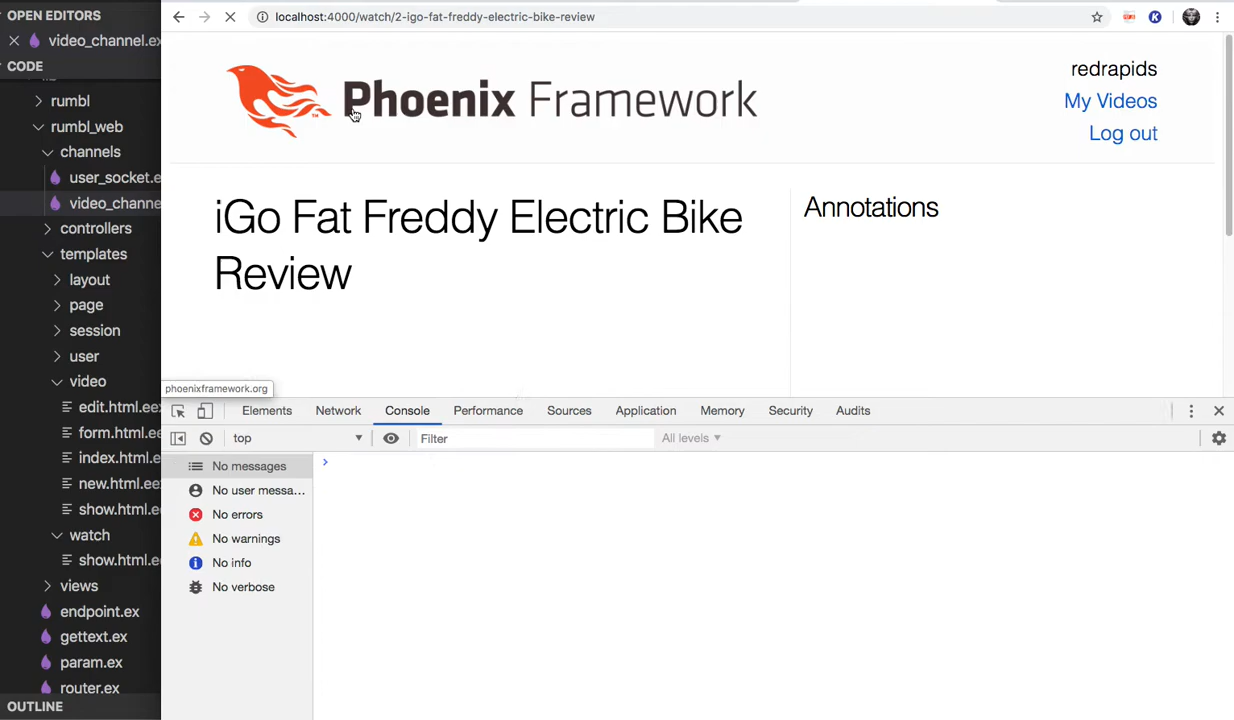 OPEN EDITORS
video_channel.ex
CODE
rumbl
rumbl_web
channels
user_socket.e
video_channe
controllers
templates
layout
page
session
user
video
edit.html.ee
form.html.ee
index.html.e
new.html.ee
show.html.e
watch
show.html.e
views
endpoint.ex
gettext.ex
param.ex
router.ex
OUTLINE
localhost:4000/watch/2-igo-fat-freddy-electric-bike-review
Phoenix Framework
TM
redrapids
My Videos
Log out
iGo Fat Freddy Electric Bike
Review
Annotations
phoenixframework.org
Elements Network Console Performance Sources Application Memory Security Audits
top Filter All levels
No messages
No user messa...
No errors
No warnings
No info
No verbose